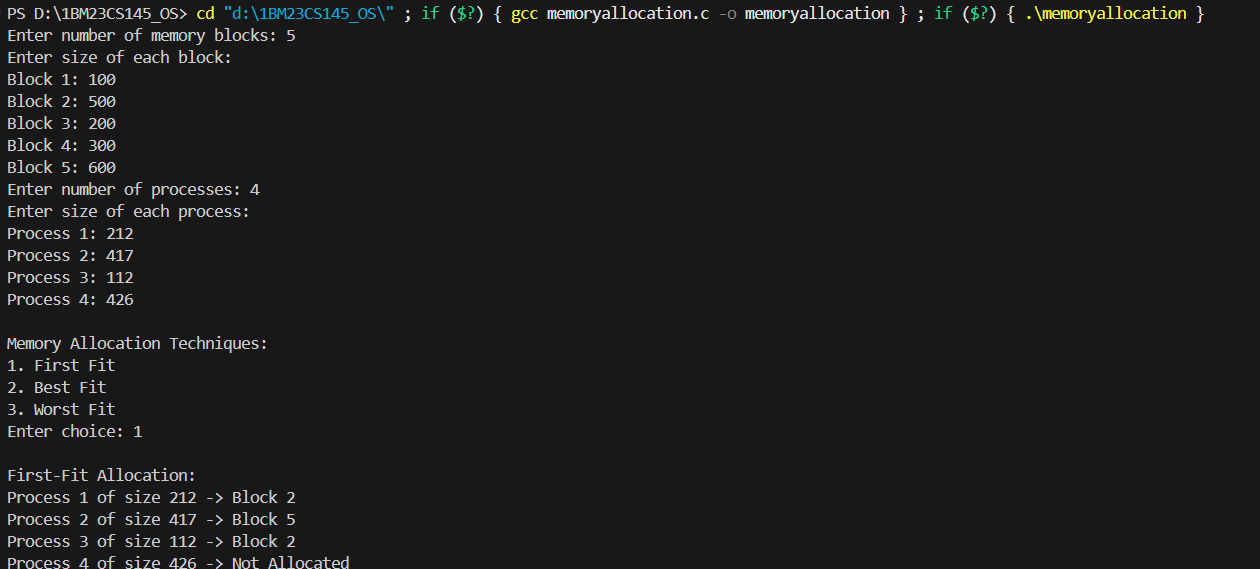 PS D:\1BM23CS145_OS> cd "d:\1BM23CS145_OS\" ; if ($?) { gcc memoryallocation.c -o memoryallocation } ; if ($?) { .\memoryallocation }
Enter number of memory blocks: 5
Enter size of each block:
Block 1: 100
Block 2: 500
Block 3: 200
Block 4: 300
Block 5: 600
Enter number of processes: 4
Enter size of each process:
Process 1: 212
Process 2: 417
Process 3: 112
Process 4: 426
Memory Allocation Techniques:
1. First Fit
2. Best Fit
3. Worst Fit
Enter choice: 1
First-Fit Allocation:
Process 1 of size 212 -> Block 2
Process 2 of size 417 -> Block 5
Process 3 of size 112 -> Block 2
Process 4 of size 426 -> Not Allocated